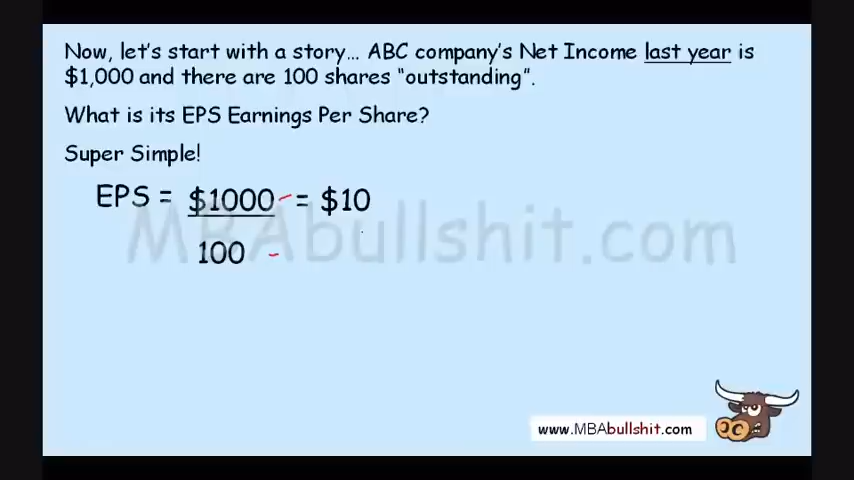 Now, let's start with a story... ABC company's Net Income last year is
$1,000 and there are 100 shares "outstanding".
What is its EPS Earnings Per Share?
Super Simple!
EPS = $1000 = $10
100
MBAbullshit.com
www.MBAbullshit.com